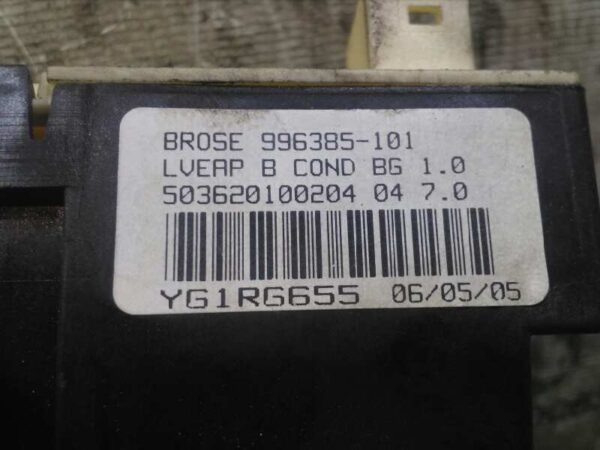 BROSE 996385-101
LVEAP B COND BG 1.0
503620100204 04 7.0
YG1RG655 06/05/05